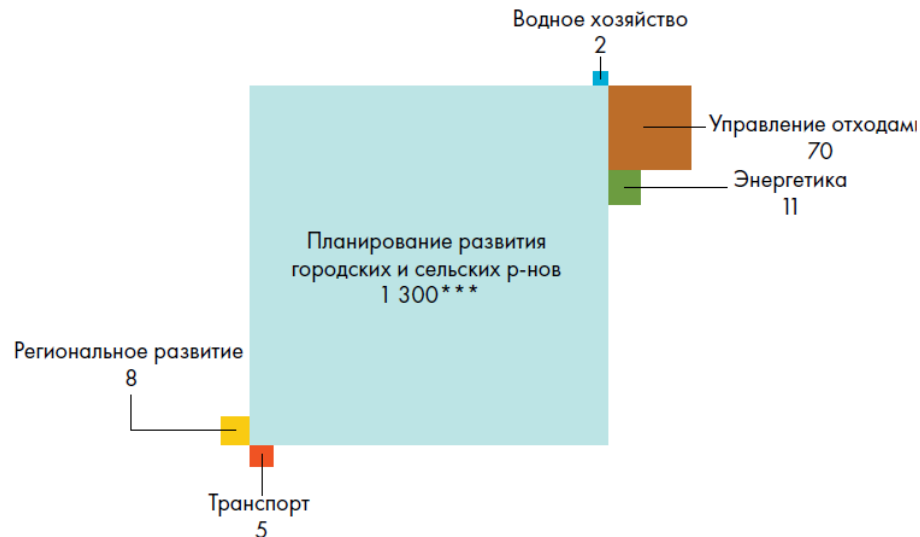 Водное хозяйство
2
Управление отходами
70
Энергетика
11
Планирование развития
городских и сельских р-нов
1 300***
Региональное развитие
8
Транспорт
5